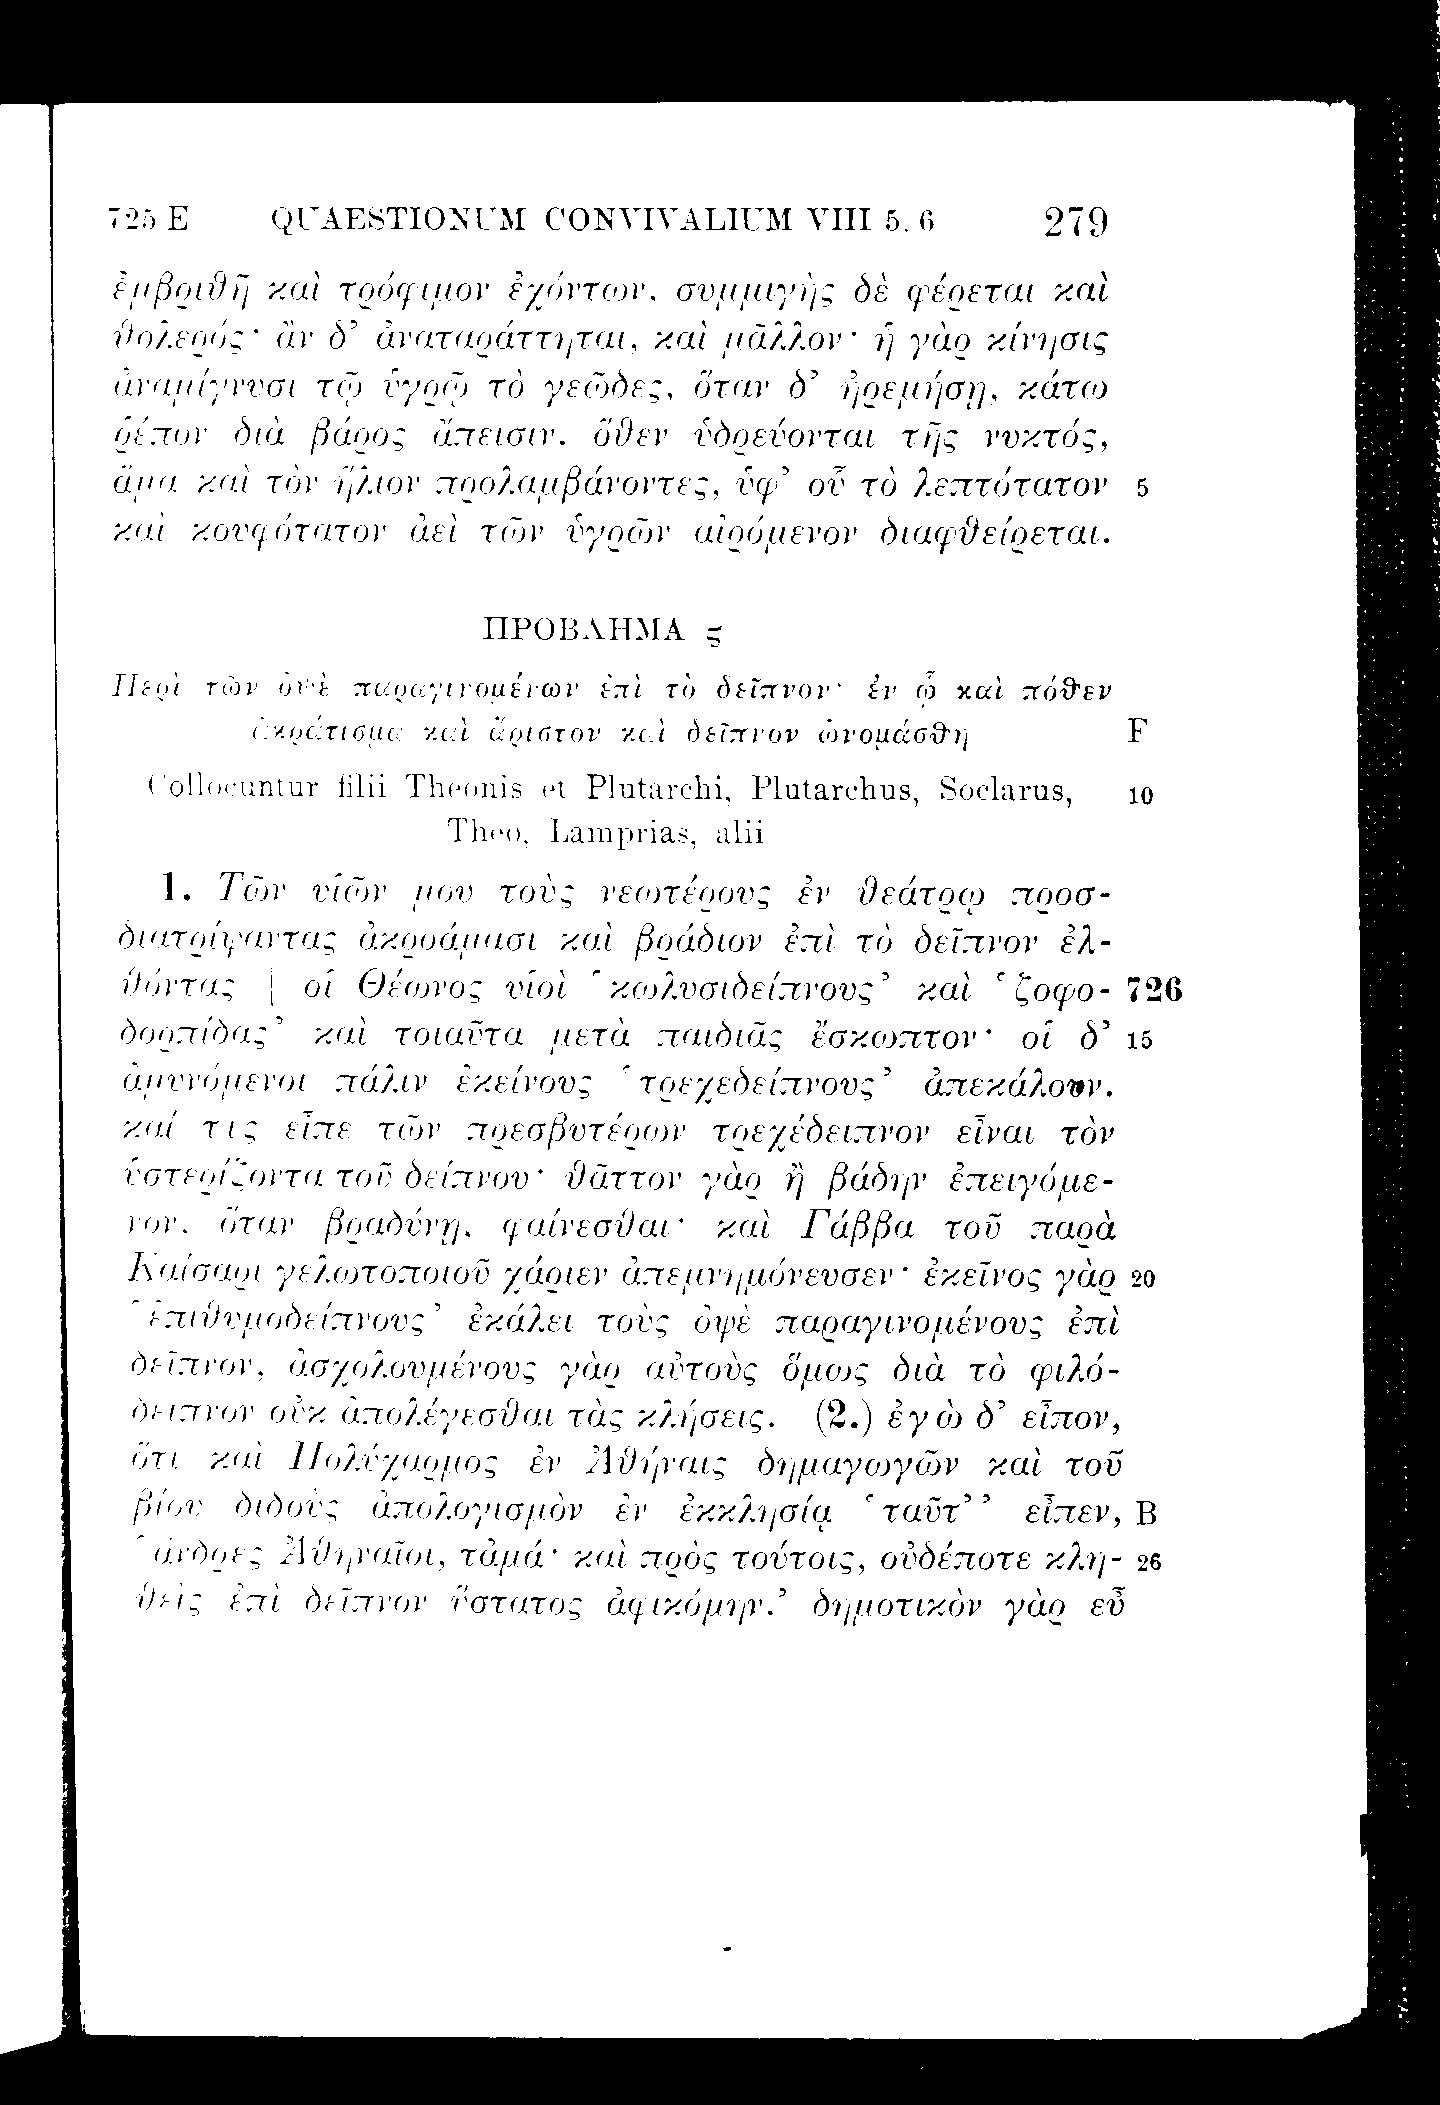 725 E QUAESTIONUM CONVIVALIUM VIII 5. 6 279
ἐμβριθῆ καὶ τρόφιμον ἐχόντων. συμμιγὴς δὲ φέρεται καὶ
θολερός· ἂν δ’ ἀναταράττηται, καὶ μᾶλλον· ἡ γὰρ κίνησις
ἀναμίγνυσι τῷ ὑγρῷ τὸ γεῶδες, ὅταν δ’ ἠρεμήσῃ, κάτω
ῥέπον διὰ βάρος ἄπεισιν. ὅθεν ὑδρεύονται τῆς νυκτός,
ἅμα καὶ τὸν ἥλιον προλαμβάνοντες, ὑφ’ οὗ τὸ λεπτότατον 5
καὶ κουφότατον ἀεὶ τῶν ὑγρῶν αἰρόμενον διαφθείρεται.
ΠΡΟΒΛΗΜΑ ϛ
Περὶ τῶν ὀψὲ παραγινομένων ἐπὶ τὸ δεῖπνον· ἐν ᾧ καὶ πόθεν
ἀκράτισμα καὶ ἄριστον καὶ δεῖπνον ὠνομάσθη F
Collocuntur filii Theonis et Plutarchi, Plutarchus, Soclarus, 10
Theo, Lamprias, alii
1. Τῶν υἱῶν μου τοὺς νεωτέρους ἐν θεάτρῳ προσ-
διατρίψαντας ἀκροάμασι καὶ βράδιον ἐπὶ τὸ δεῖπνον ἐλ-
θόντας | οἱ Θέωνος υἱοὶ ‘κωλυσιδείπνους’ καὶ ‘ζοφο- 726
δορπίδας’ καὶ τοιαῦτα μετὰ παιδιᾶς ἔσκωπτον· οἱ δ’ 15
ἀμυνόμενοι πάλιν ἐκείνους ‘τρεχεδείπνους’ ἀπεκάλουν.
καί τις εἶπε τῶν πρεσβυτέρων τρεχέδειπνον εἶναι τὸν
ὑστερίζοντα τοῦ δείπνου· θᾶττον γὰρ ἢ βάδην ἐπειγόμε-
νον, ὅταν βραδύνῃ, φαίνεσθαι· καὶ Γάββα τοῦ παρὰ
Καίσαρι γελωτοποιοῦ χάριεν ἀπεμνημόνευσεν· ἐκεῖνος γὰρ 20
‘ἐπιθυμοδείπνους’ ἐκάλει τοὺς ὀψὲ παραγινομένους ἐπὶ
δεῖπνον, ἀσχολουμένους γὰρ αὐτοὺς ὅμως διὰ τὸ φιλό-
δειπνον οὐκ ἀπολέγεσθαι τὰς κλήσεις. (2.) ἐγὼ δ’ εἶπον,
ὅτι καὶ Πολύχαρμος ἐν Ἀθήναις δημαγωγῶν καὶ τοῦ
βίου διδοὺς ἀπολογισμὸν ἐν ἐκκλησίᾳ ‘ταῦτ’’ εἶπεν, B
‘ἄνδρες Ἀθηναῖοι, τἀμά· καὶ πρὸς τούτοις, οὐδέποτε κλη- 26
θεὶς ἐπὶ δεῖπνον ὕστατος ἀφικόμην.’ δημοτικὸν γὰρ εὖ